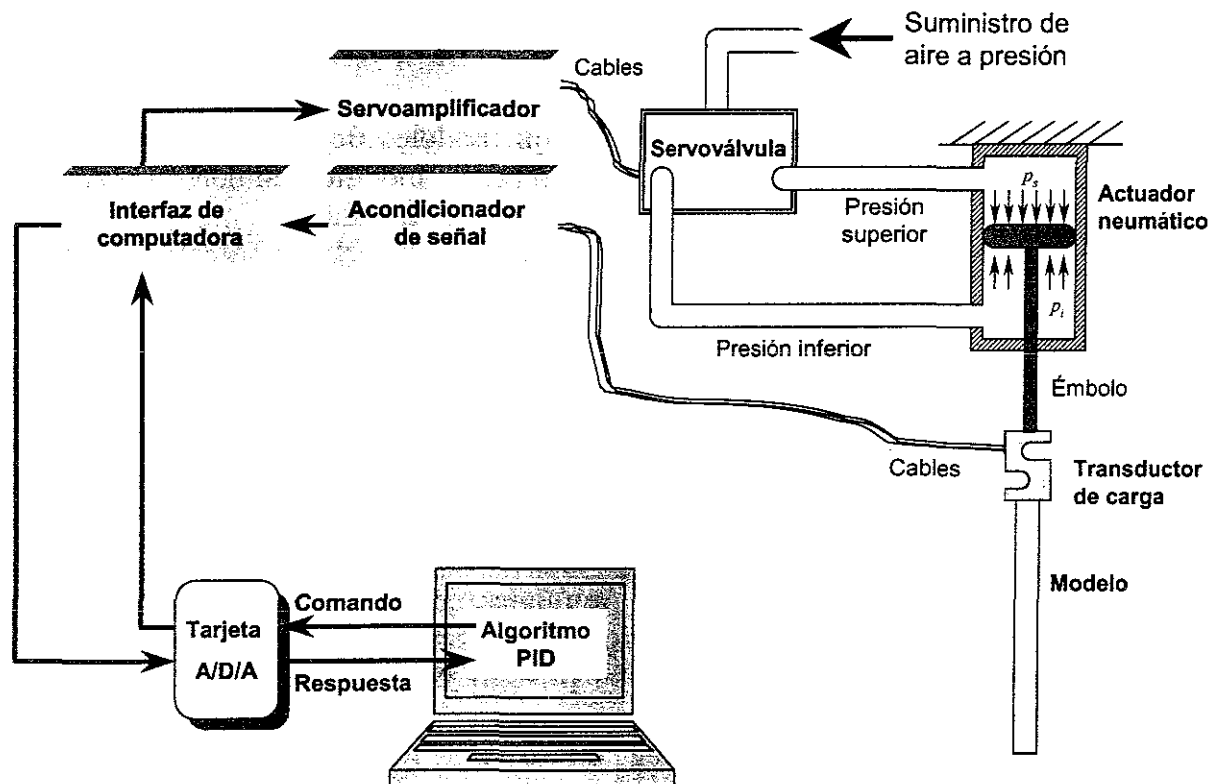 Suministro de
aire a presión
Cables
Servoamplificador
Servoválvula
Interfaz de
computadora
Acondicionador
de señal
Presión
superior
p_s
Actuador
neumático
p_i
Presión inferior
Émbolo
Cables
Transductor
de carga
Modelo
Tarjeta
A/D/A
Comando
Respuesta
Algoritmo
PID